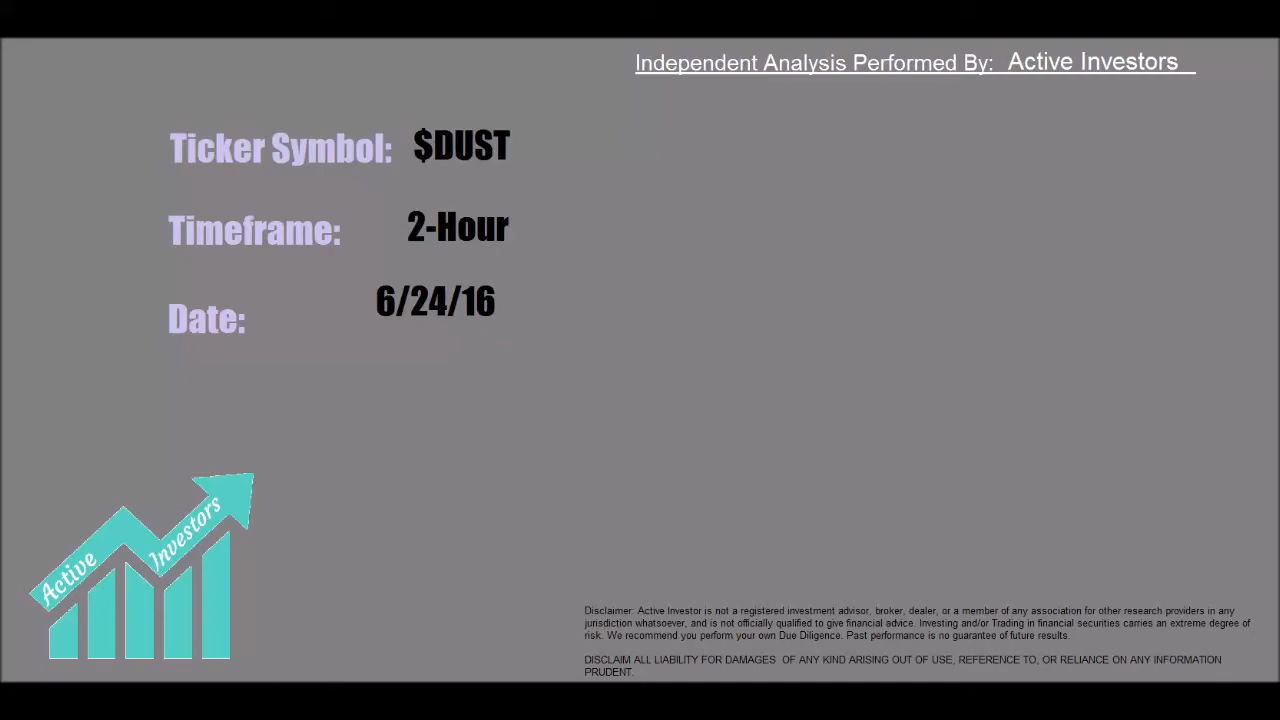 Independent Analysis Performed By: Active Investors
Ticker Symbol: $DUST
Timeframe: 2-Hour
Date: 6/24/16
Active Investors
Disclaimer: Active Investor is not a registered investment advisor, broker, dealer, or a member of any association for other research providers in any
jurisdiction whatsoever, and is not officially qualified to give financial advice. Investing and/or Trading in financial securities carries an extreme degree of
risk. We recommend you perform your own Due Diligence. Past performance is no guarantee of future results.
DISCLAIM ALL LIABILITY FOR DAMAGES OF ANY KIND ARISING OUT OF USE, REFERENCE TO, OR RELIANCE ON ANY INFORMATION
PRUDENT.